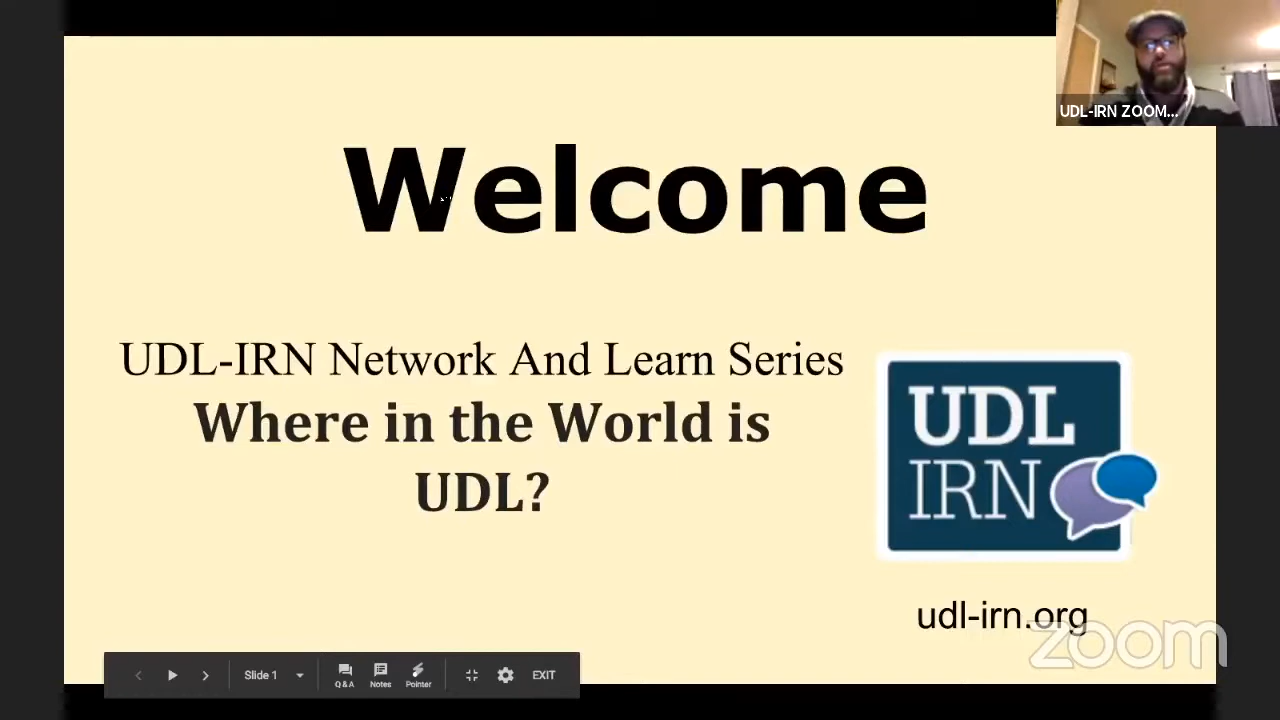 UDL-IRN ZOOM...
Welcome
UDL-IRN Network And Learn Series
Where in the World is
UDL?
UDL
IRN
udl-irn.org
zoom
Slide 1
Q&A
Notes
Pointer
EXIT